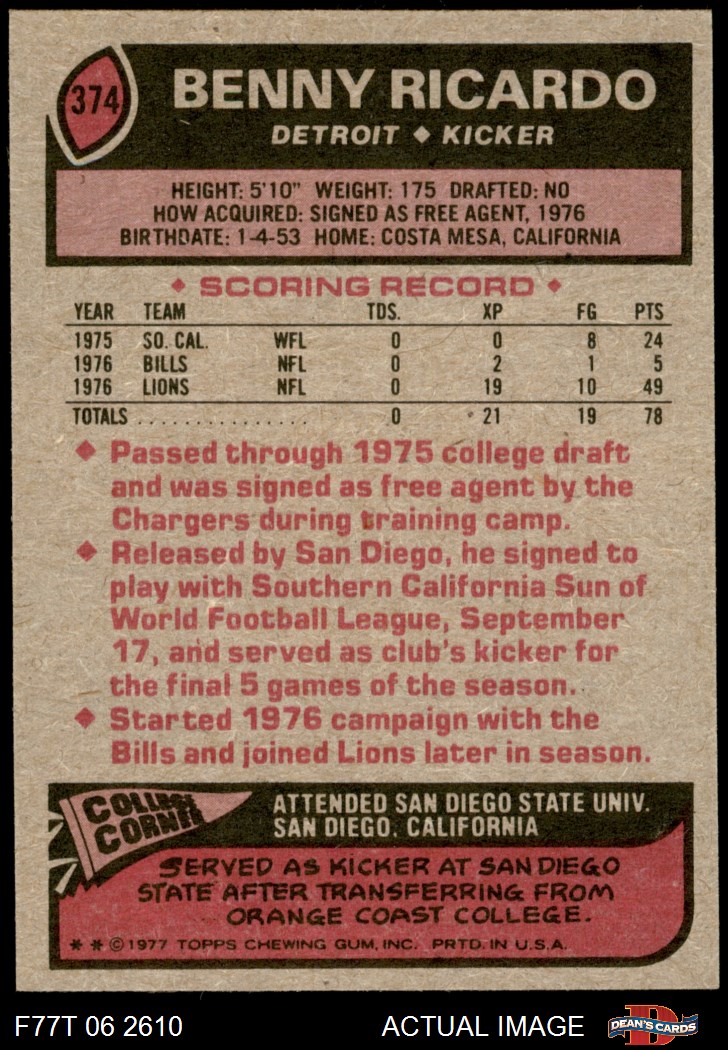 374
BENNY RICARDO
DETROIT ◆ KICKER
HEIGHT: 5'10" WEIGHT: 175 DRAFTED: NO
HOW ACQUIRED: SIGNED AS FREE AGENT, 1976
BIRTHDATE: 1-4-53 HOME: COSTA MESA, CALIFORNIA
◆ SCORING RECORD ◆
YEAR TEAM TDS. XP FG PTS
1975 SO. CAL. WFL 0 0 8 24
1976 BILLS NFL 0 2 1 5
1976 LIONS NFL 0 19 10 49
TOTALS . . . . . . . . . . . . . . . 0 21 19 78
◆ Passed through 1975 college draft
and was signed as free agent by the
Chargers during training camp.
◆ Released by San Diego, he signed to
play with Southern California Sun of
World Football League, September
17, and served as club's kicker for
the final 5 games of the season.
◆ Started 1976 campaign with the
Bills and joined Lions later in season.
COLLEGE
CORNER
ATTENDED SAN DIEGO STATE UNIV.
SAN DIEGO, CALIFORNIA
SERVED AS KICKER AT SAN DIEGO
STATE AFTER TRANSFERRING FROM
ORANGE COAST COLLEGE.
* * © 1977 TOPPS CHEWING GUM, INC. PRTD. IN U.S.A.
F77T 06 2610 ACTUAL IMAGE DEAN'S CARDS